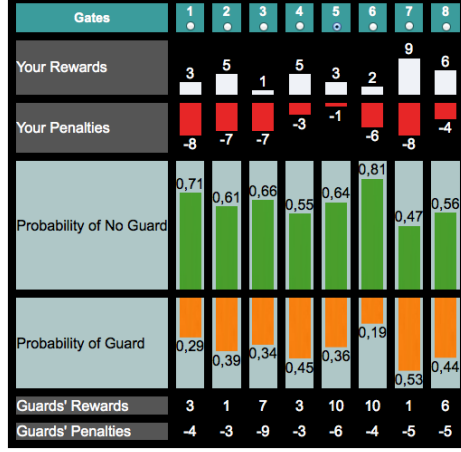 Gates 1 2 3 4 5 6 7 8
Your Rewards 3 5 1 5 3 2 9 6
Your Penalties -8 -7 -7 -3 -1 -6 -8 -4
Probability of No Guard 0,71 0,61 0,66 0,55 0,64 0,81 0,47 0,56
Probability of Guard 0,29 0,39 0,34 0,45 0,36 0,19 0,53 0,44
Guards' Rewards 3 1 7 3 10 10 1 6
Guards' Penalties -4 -3 -9 -3 -6 -4 -5 -5